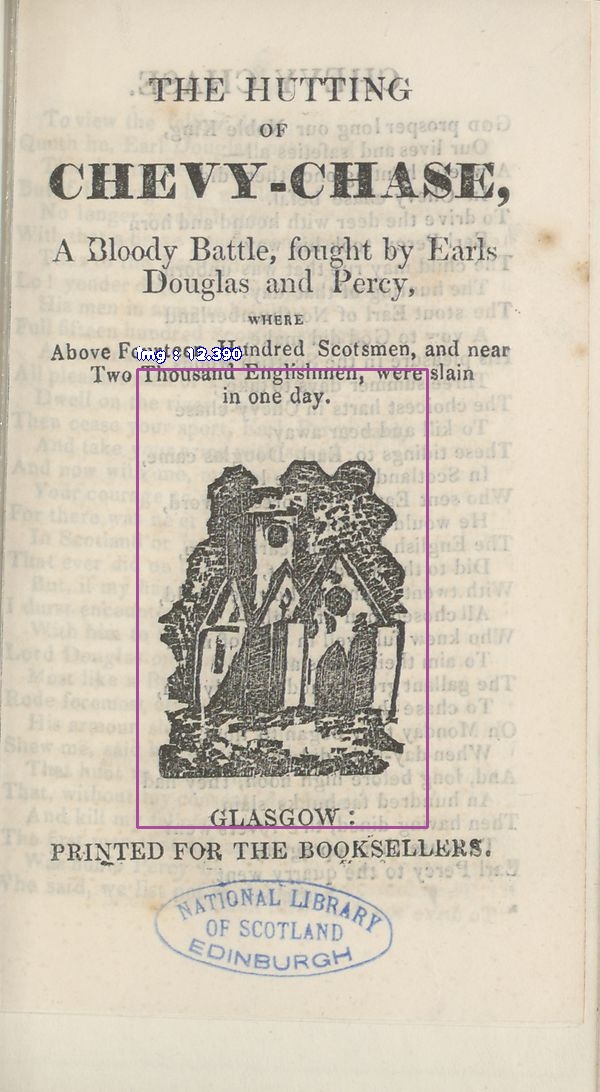 THE HUTTING
OF
CHEVY-CHASE,
A Bloody Battle, fought by Earls
Douglas and Percy,
WHERE
Above Fourteen Hundred Scotsmen, and near
img : 12.390
Two Thousand Englishmen, were slain
in one day.
GLASGOW:
PRINTED FOR THE BOOKSELLERS.
NATIONAL LIBRARY
OF SCOTLAND
EDINBURGH